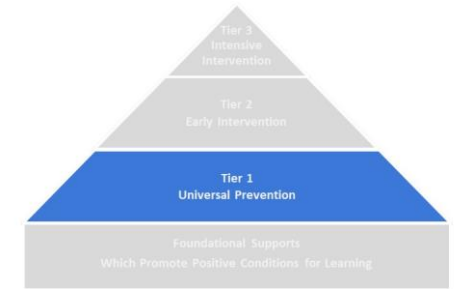 Tier 3
Intensive
Intervention
Tier 2
Early Intervention
Tier 1
Universal Prevention
Foundational Supports
Which Promote Positive Conditions for Learning